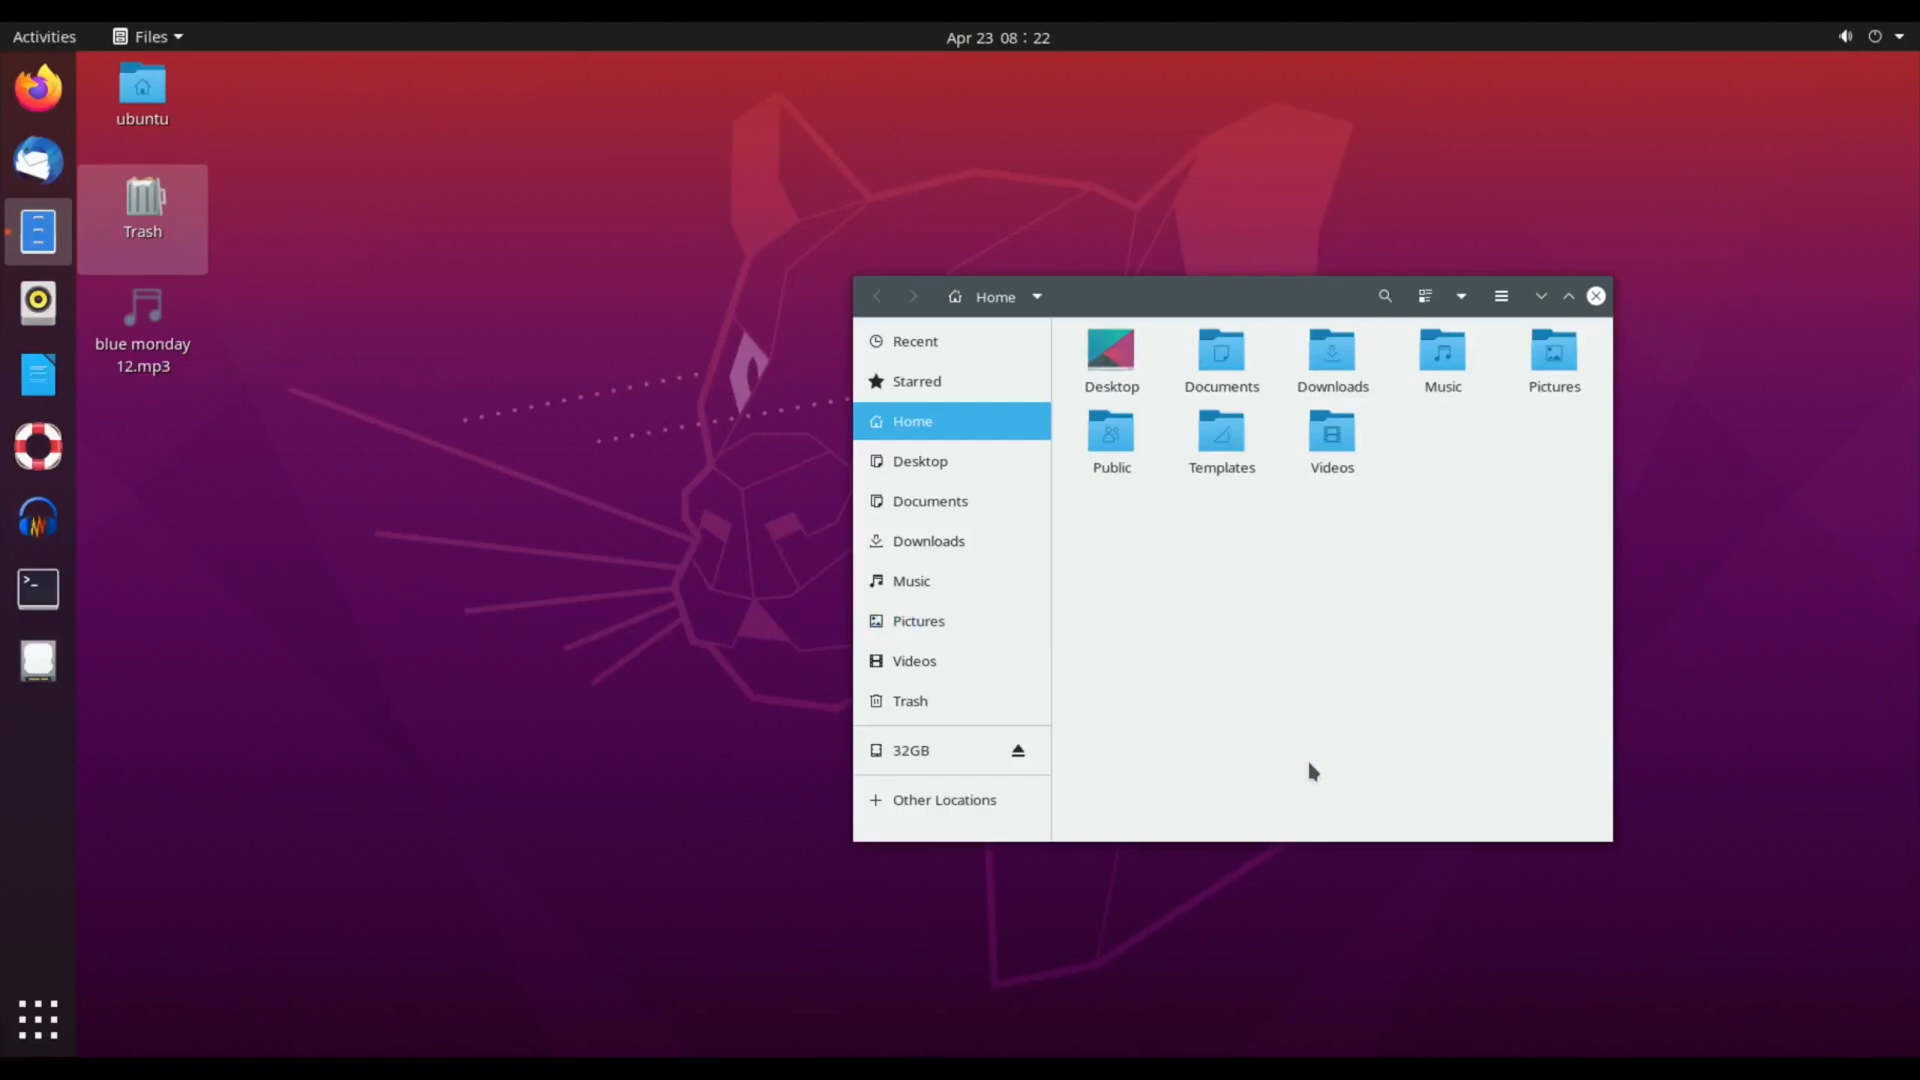 Activities
Files
Apr 23 08 : 22
ubuntu
Trash
blue monday
12.mp3
Home
Recent
Starred
Home
Desktop
Documents
Downloads
Music
Pictures
Videos
Trash
32GB
Other Locations
Desktop
Documents
Downloads
Music
Pictures
Public
Templates
Videos